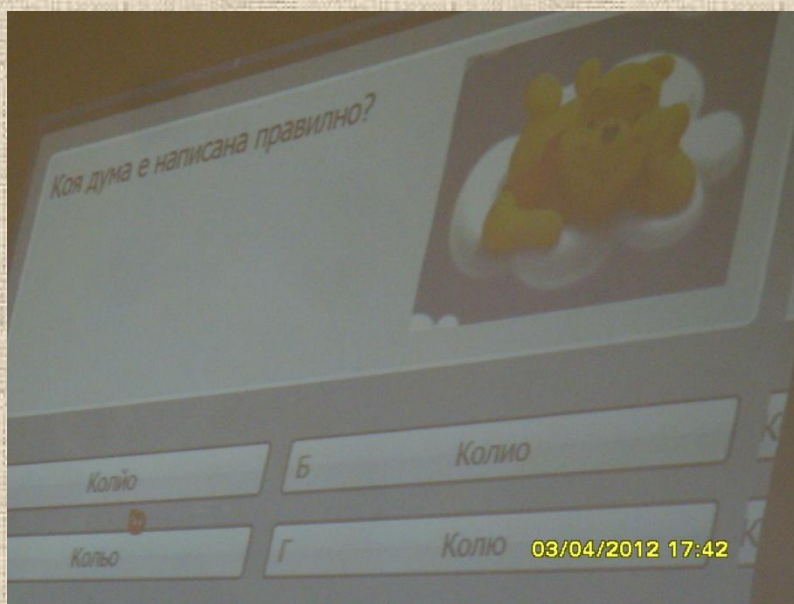 Коя дума е написана правилно?
Колйо
Б Колио
Кольо
Г Колю
03/04/2012 17:42